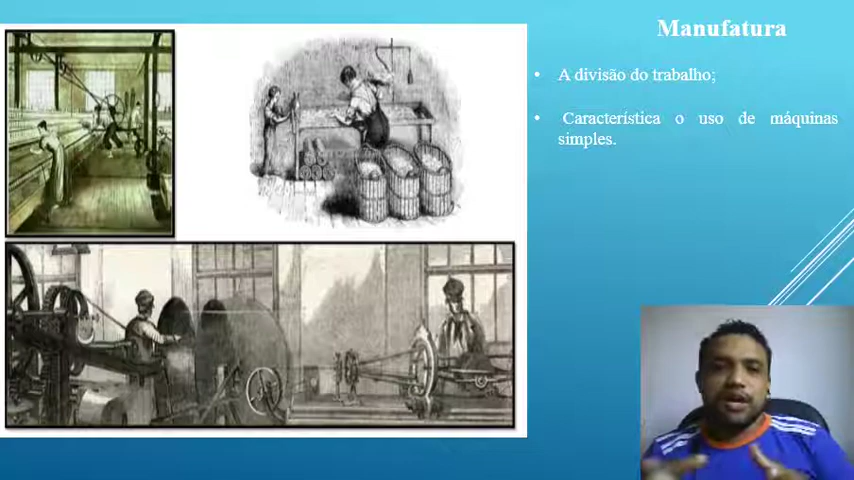 Manufatura
• A divisão do trabalho;
• Característica o uso de máquinas
simples.